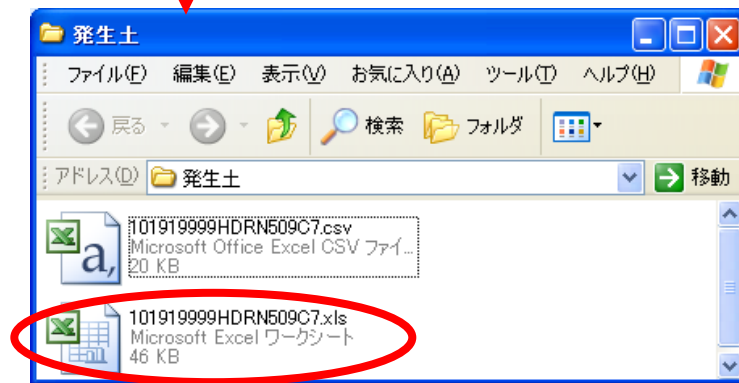 発生土
ファイル(F) 編集(E) 表示(V) お気に入り(A) ツール(T) ヘルプ(H)
戻る 検索 フォルダ
アドレス(D) 発生土 移動
101919999HDRN509C7.csv
Microsoft Office Excel CSV ファイ...
20 KB
101919999HDRN509C7.xls
Microsoft Excel ワークシート
46 KB